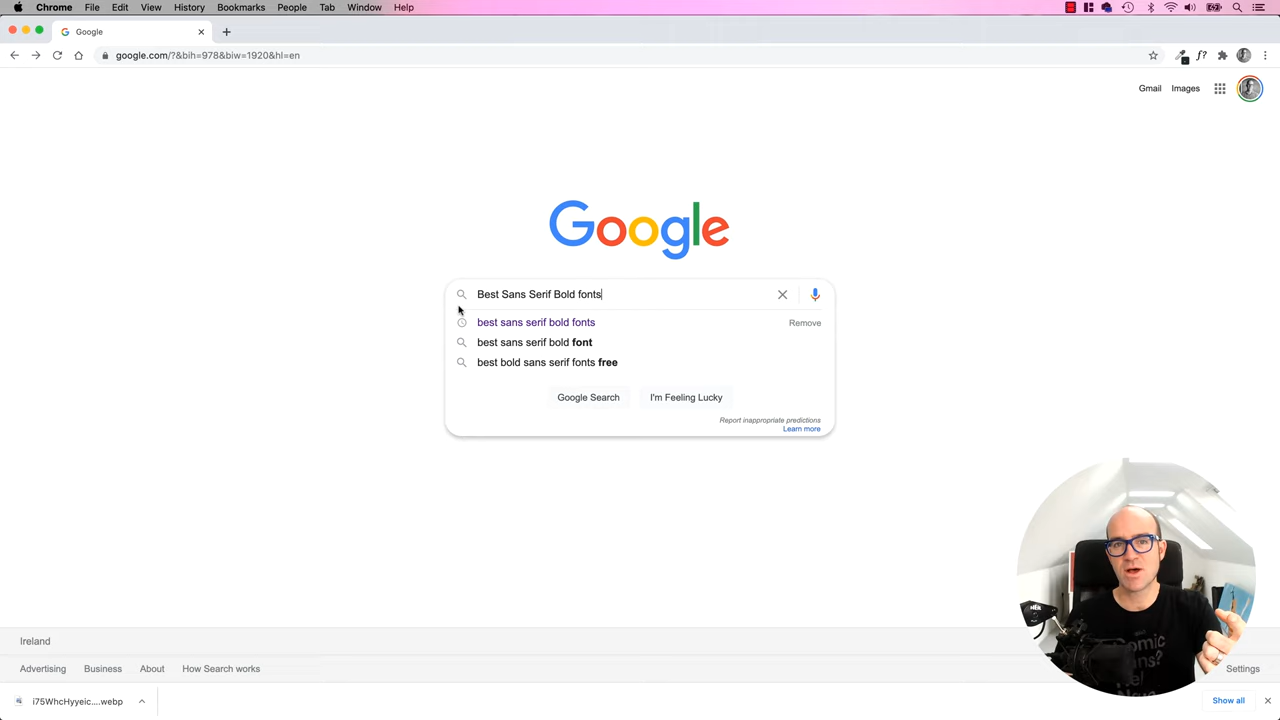 Chrome File Edit View History Bookmarks People Tab Window Help
Google
google.com/?&bih=978&biw=1920&hl=en
f?
Gmail Images
Google
Best Sans Serif Bold fonts
best sans serif bold fonts Remove
best sans serif bold font
best bold sans serif fonts free
Google Search I'm Feeling Lucky
Report inappropriate predictions
Learn more
omic
ans?
Ireland
Advertising Business About How Search works Settings
i75WhcHyyeic....webp Show all